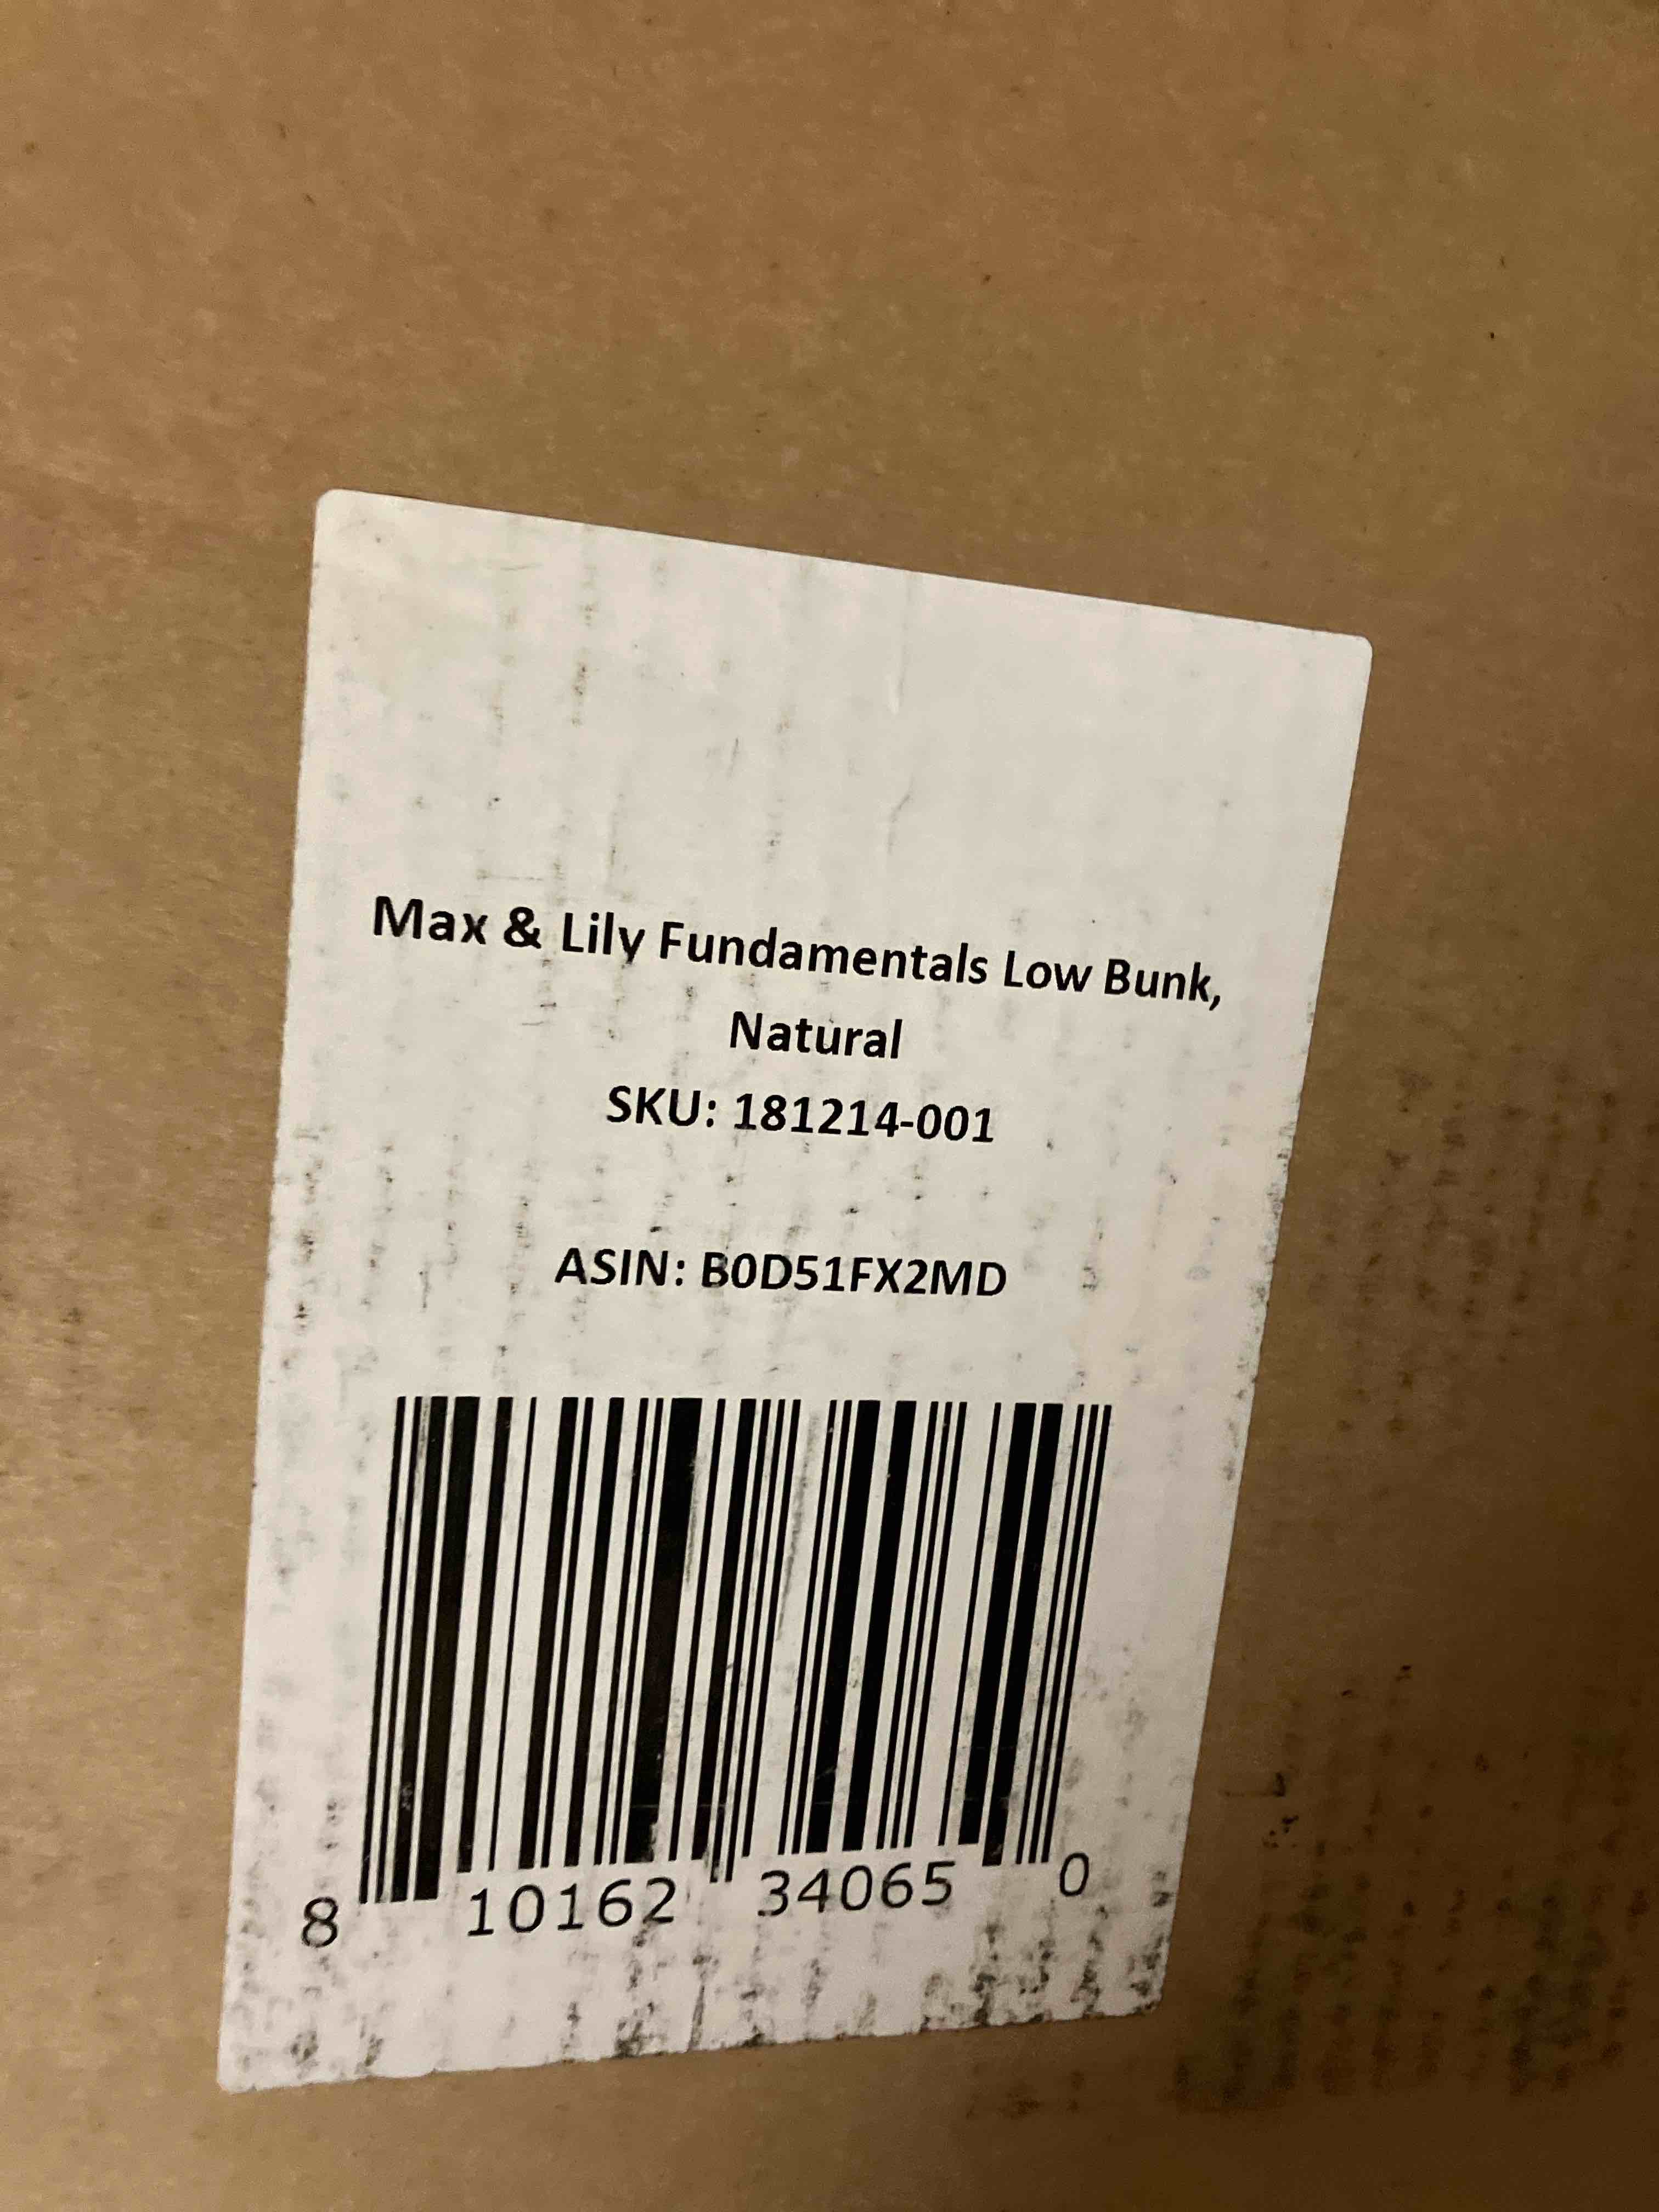 Max & Lily Fundamentals Low Bunk,
Natural
SKU: 181214-001
ASIN: B0D51FX2MD
8 10162 34065 0